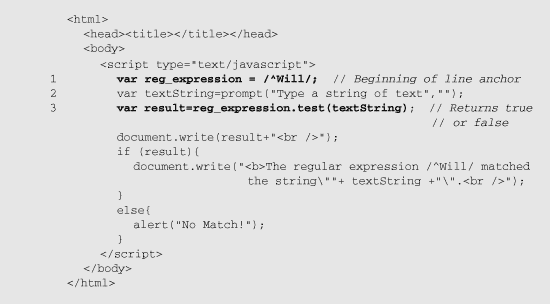 <html>
<head><title></title></head>
<body>
<script type="text/javascript">
1 var reg_expression = /^Will/; // Beginning of line anchor
2 var textString=prompt("Type a string of text","");
3 var result=reg_expression.test(textString); // Returns true
// or false
document.write(result+"<br />");
if (result){
document.write("<b>The regular expression /^Will/ matched
the string\""+ textString +"\".<br />");
}
else{
alert("No Match!");
}
</script>
</body>
</html>